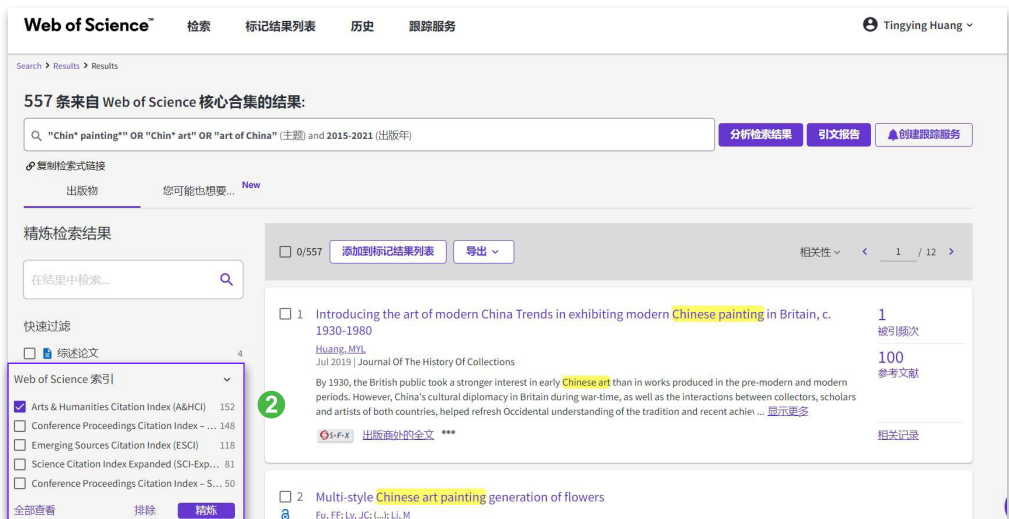 Web of Science™ 检索 标记结果列表 历史 跟踪服务 Tingying Huang
Search > Results > Results
557 条来自 Web of Science 核心合集的结果:
"Chin* painting*" OR "Chin* art" OR "art of China" (主题) and 2015-2021 (出版年)
分析检索结果 引文报告 创建跟踪服务
复制检索式链接
出版物 您可能也想要... New
精炼检索结果
0/557 添加到标记结果列表 导出 相关性 < 1 / 12 >
在结果中检索...
快速过滤
综述论文 4
Web of Science 索引
Arts & Humanities Citation Index (A&HCI) 152
Conference Proceedings Citation Index – ... 148
Emerging Sources Citation Index (ESCI) 118
Science Citation Index Expanded (SCI-Exp... 81
Conference Proceedings Citation Index – S... 50
全部查看 排除 精炼
2
1 Introducing the art of modern China Trends in exhibiting modern Chinese painting in Britain, c.
1930-1980
Huang, MYL
Jul 2019 | Journal Of The History Of Collections
By 1930, the British public took a stronger interest in early Chinese art than in works produced in the pre-modern and modern
periods. However, China's cultural diplomacy in Britain during war-time, as well as the interactions between collectors, scholars
and artists of both countries, helped refresh Occidental understanding of the tradition and recent achiev ... 显示更多
S·F·X 出版商处的全文 •••
1
被引频次
100
参考文献
相关记录
2 Multi-style Chinese art painting generation of flowers
Fu, FF; Lv, JC; (...); Li, M